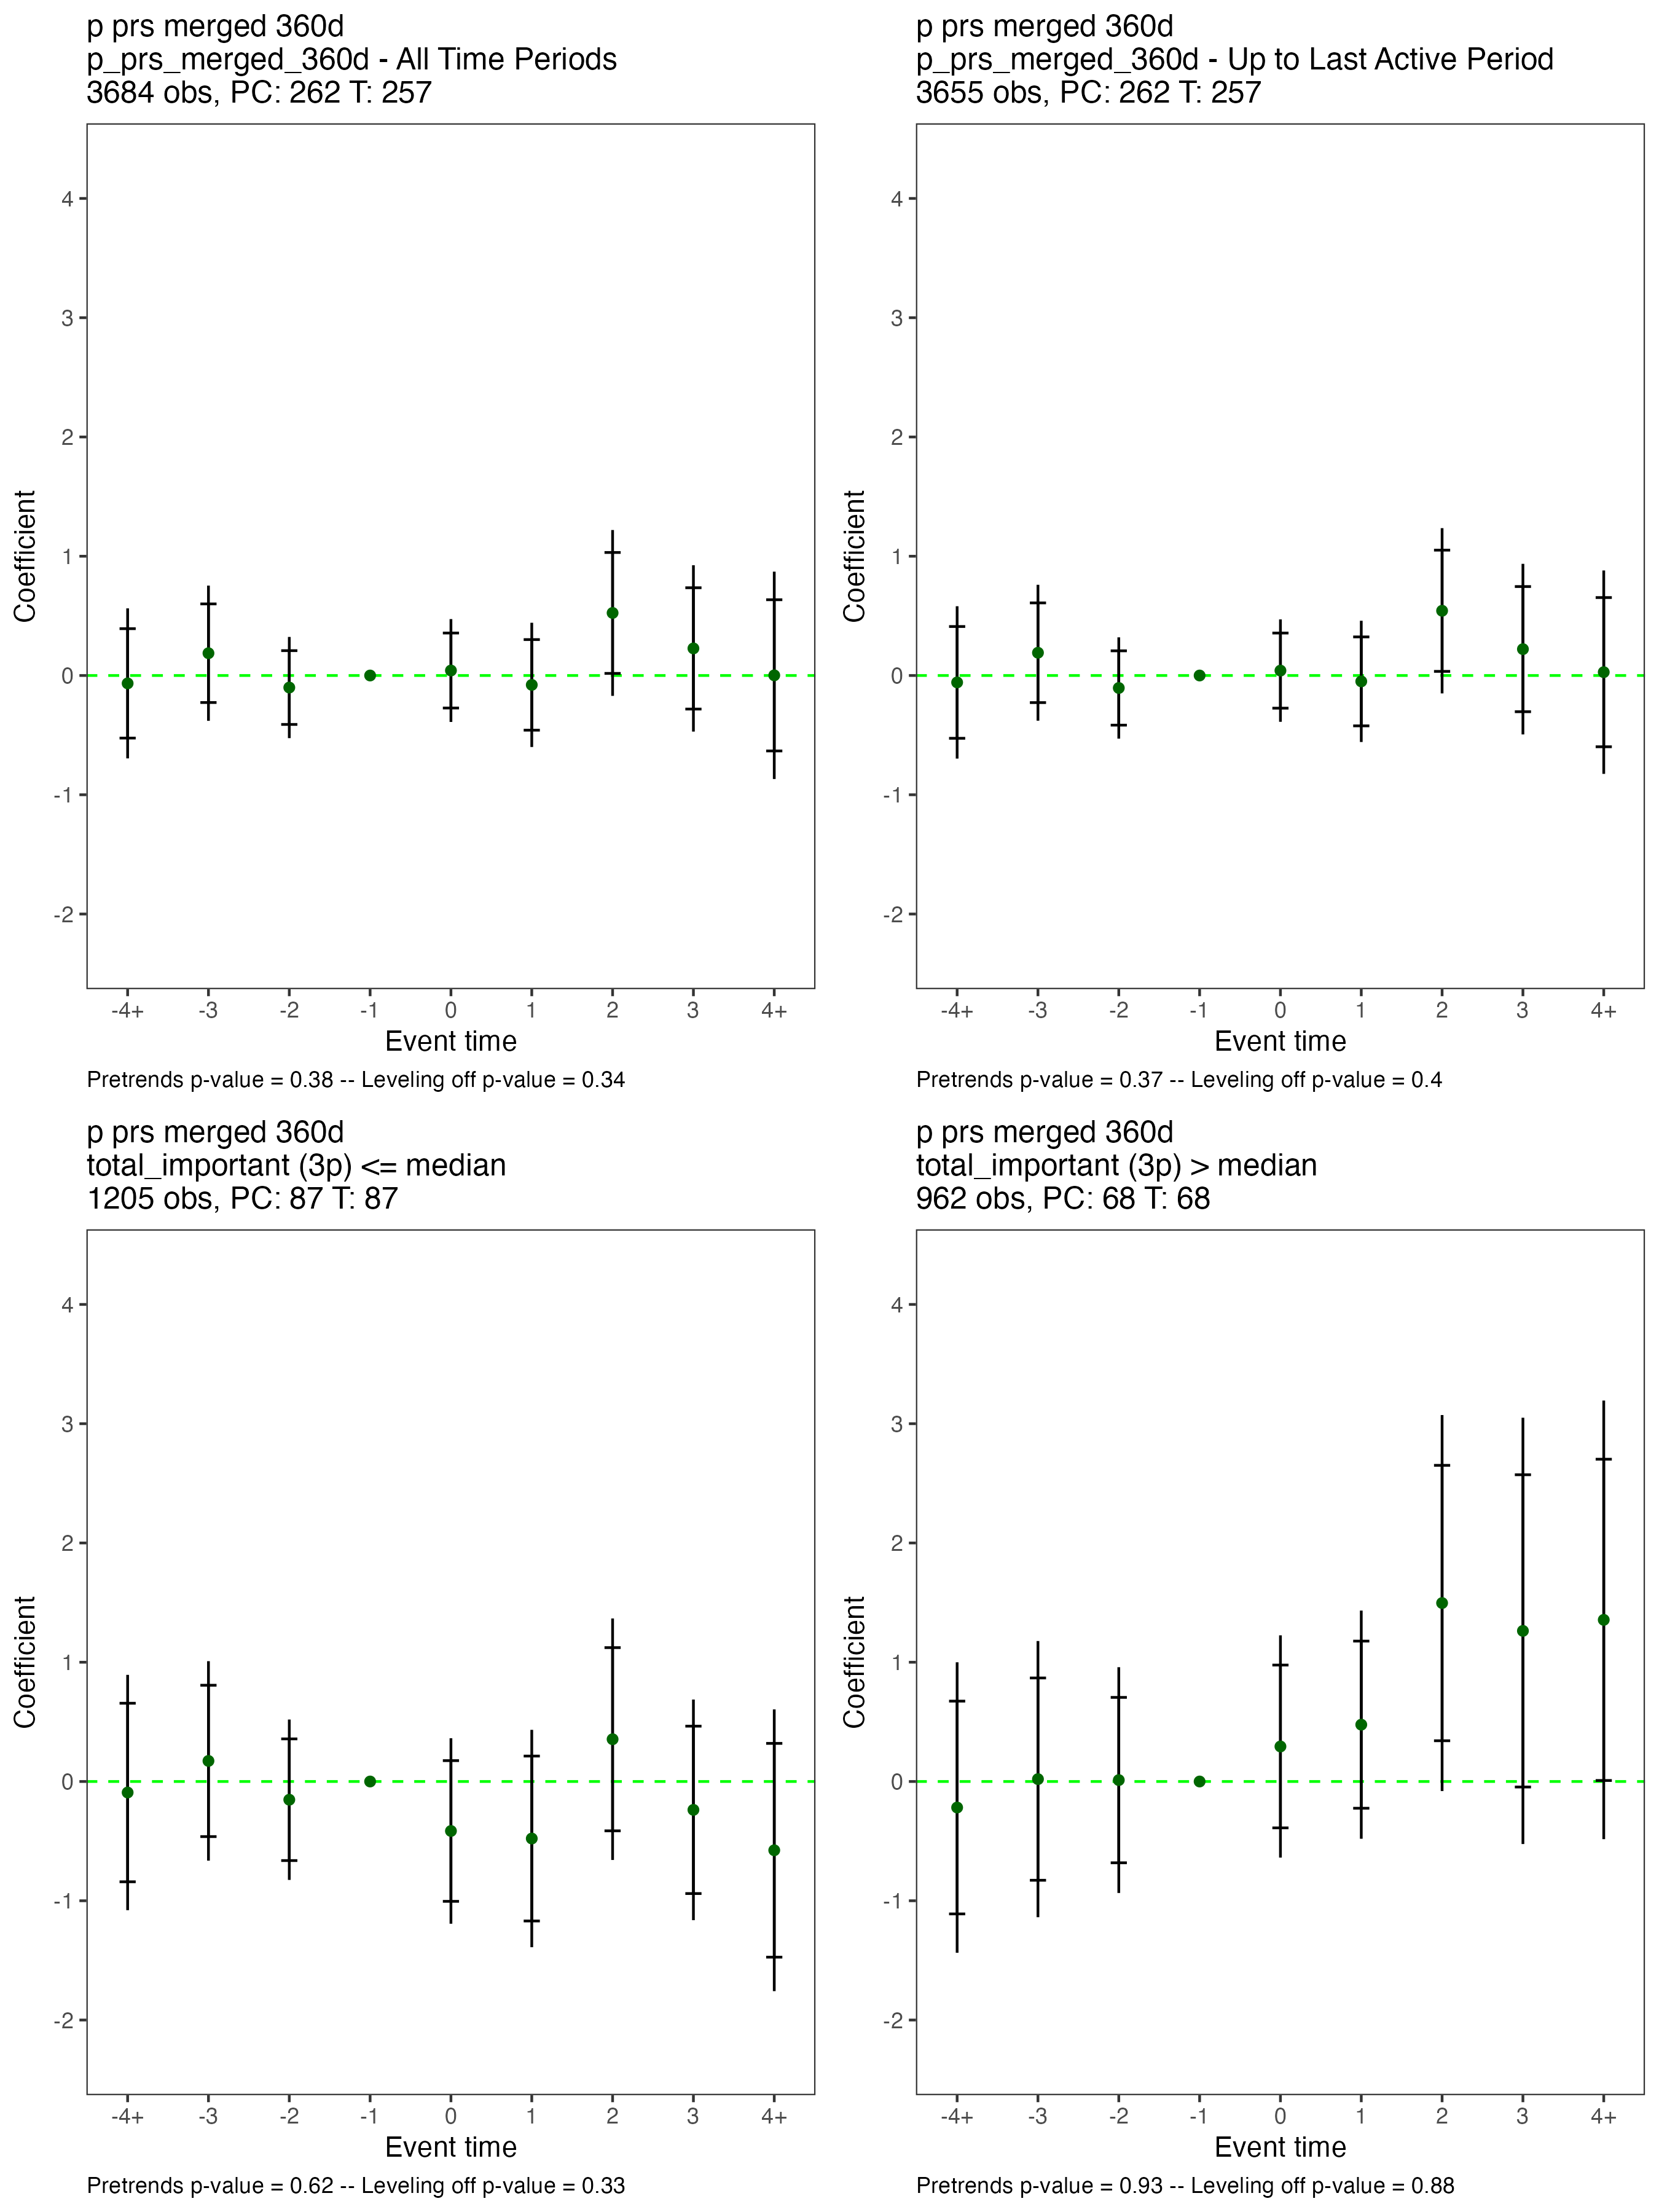 p prs merged 360d
p_prs_merged_360d - All Time Periods
3684 obs, PC: 262 T: 257
4
3
2
1
0
-1
-2
Coefficient
-4+ -3 -2 -1 0 1 2 3 4+
Event time
Pretrends p-value = 0.38 -- Leveling off p-value = 0.34
p prs merged 360d
p_prs_merged_360d - Up to Last Active Period
3655 obs, PC: 262 T: 257
4
3
2
1
0
-1
-2
Coefficient
-4+ -3 -2 -1 0 1 2 3 4+
Event time
Pretrends p-value = 0.37 -- Leveling off p-value = 0.4
p prs merged 360d
total_important (3p) <= median
1205 obs, PC: 87 T: 87
4
3
2
1
0
-1
-2
Coefficient
-4+ -3 -2 -1 0 1 2 3 4+
Event time
Pretrends p-value = 0.62 -- Leveling off p-value = 0.33
p prs merged 360d
total_important (3p) > median
962 obs, PC: 68 T: 68
4
3
2
1
0
-1
-2
Coefficient
-4+ -3 -2 -1 0 1 2 3 4+
Event time
Pretrends p-value = 0.93 -- Leveling off p-value = 0.88